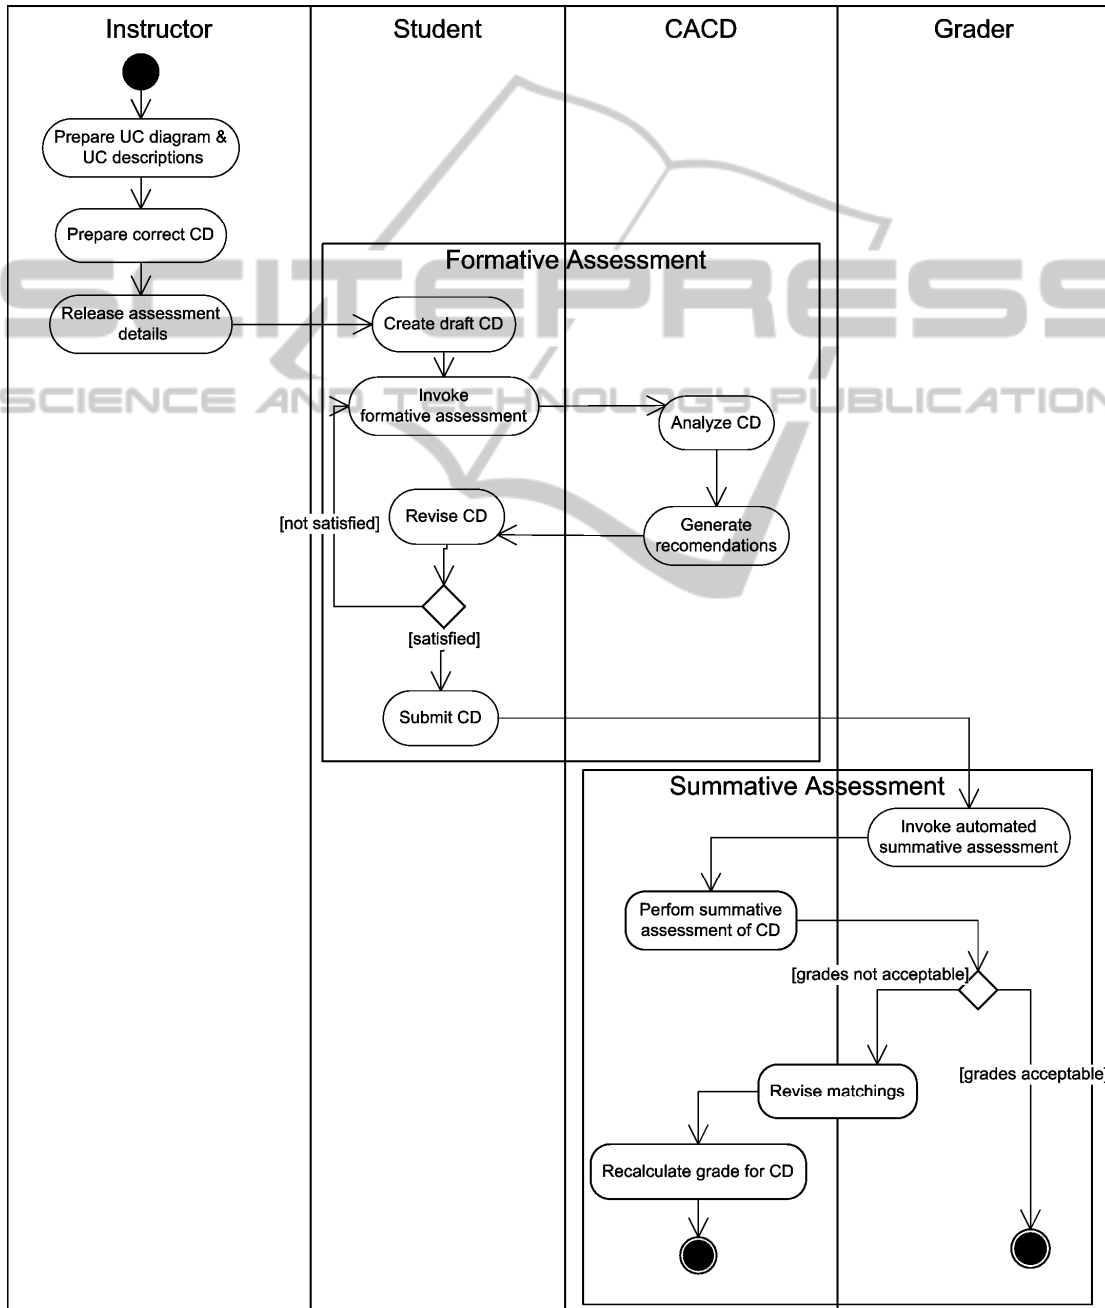 Instructor
Student
CACD
Grader
Prepare UC diagram &
UC descriptions
Prepare correct CD
Release assessment
details
Formative Assessment
Create draft CD
Invoke
formative assessment
Analyze CD
Generate
recomendations
Revise CD
[not satisfied]
[satisfied]
Submit CD
Summative Assessment
Invoke automated
summative assessment
Perfom summative
assessment of CD
[grades not acceptable]
[grades acceptable]
Revise matchings
Recalculate grade for CD
SCITEPRESS
SCIENCE AND TECHNOLOGY PUBLICATION